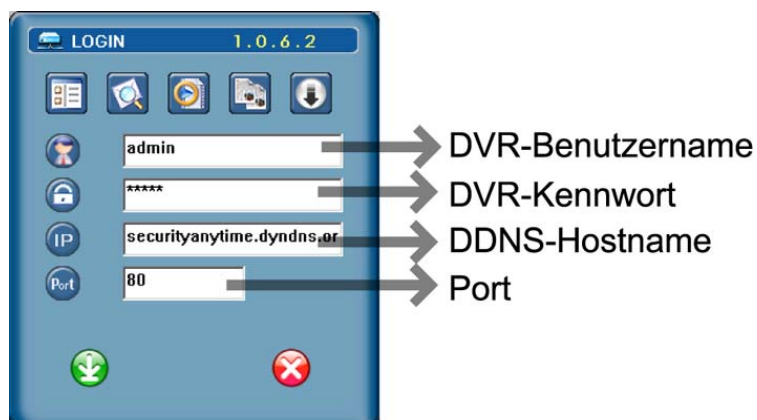 LOGIN 1.0.6.2
admin DVR-Benutzername
***** DVR-Kennwort
IP securityanytime.dyndns.or DDNS-Hostname
Port 80 Port